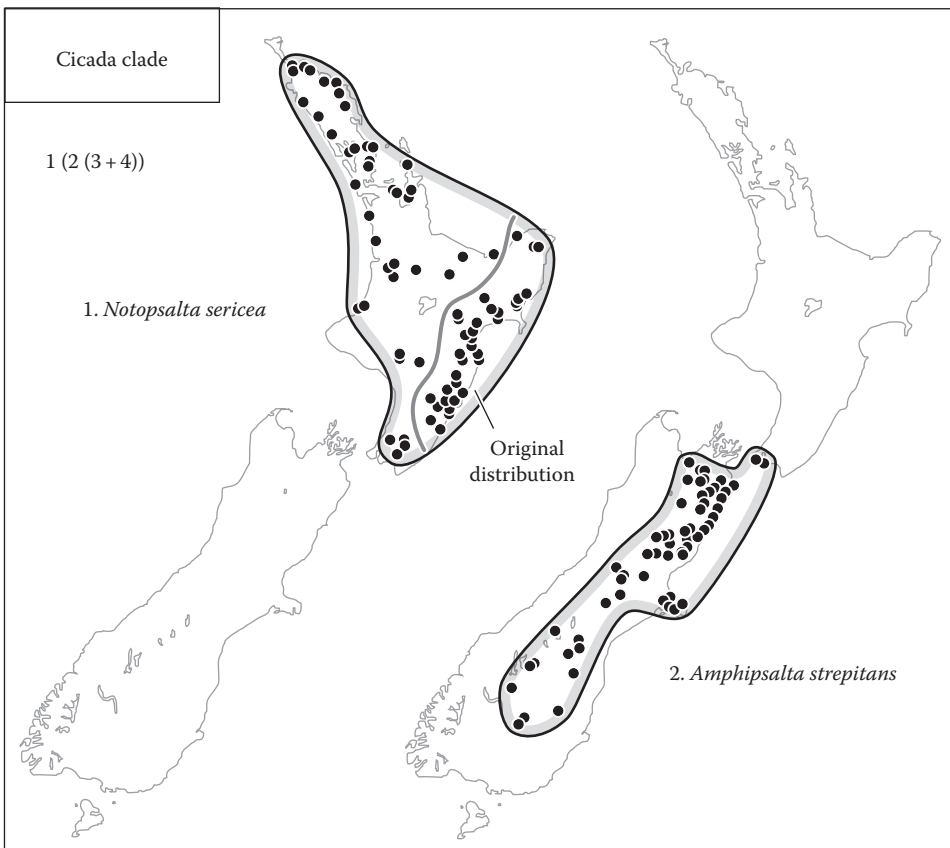 Cicada clade
1 (2 (3 + 4))
1. Notopsalta sericea
Original
distribution
2. Amphipsalta strepitans